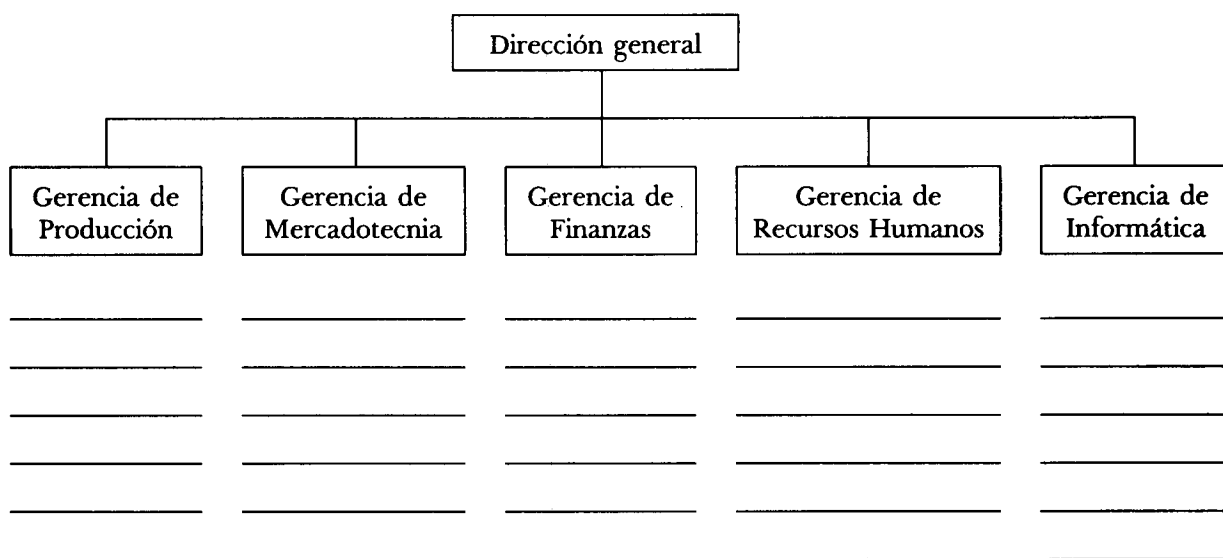 Dirección general
Gerencia de
Producción
Gerencia de
Mercadotecnia
Gerencia de
Finanzas
Gerencia de
Recursos Humanos
Gerencia de
Informática